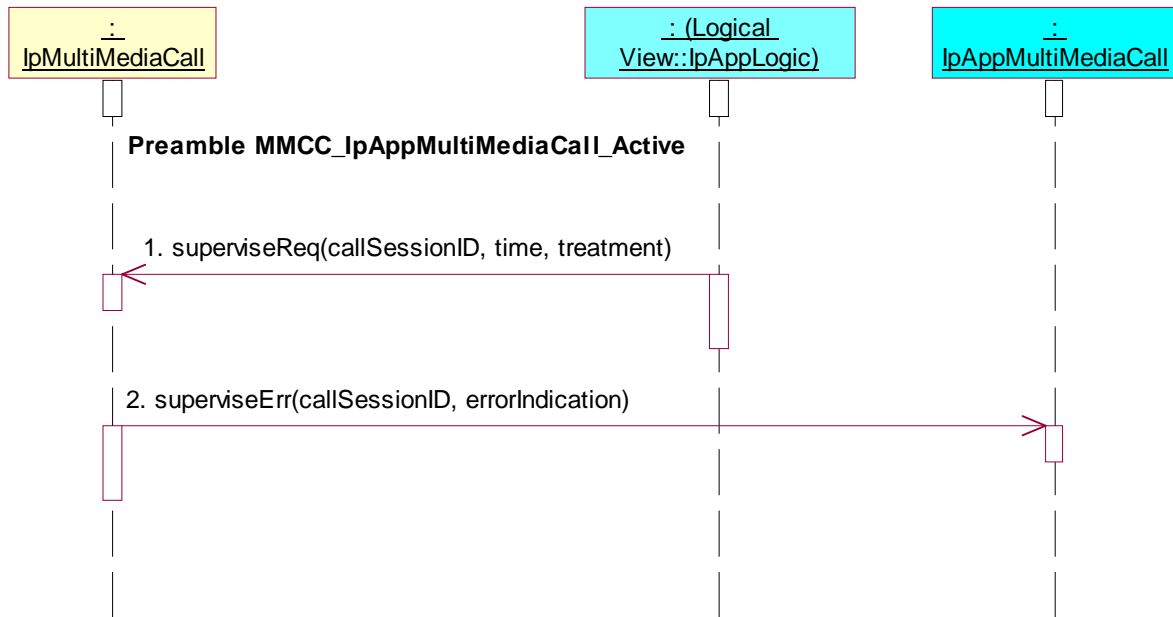 :
IpMultiMediaCall
: (Logical
View::IpAppLogic)
:
IpAppMultiMediaCall
Preamble MMCC_IpAppMultiMediaCall_Active
1. superviseReq(callSessionID, time, treatment)
2. superviseErr(callSessionID, errorIndication)